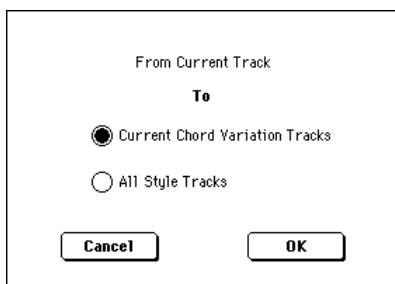 From Current Track
To
Current Chord Variation Tracks
All Style Tracks
Cancel OK